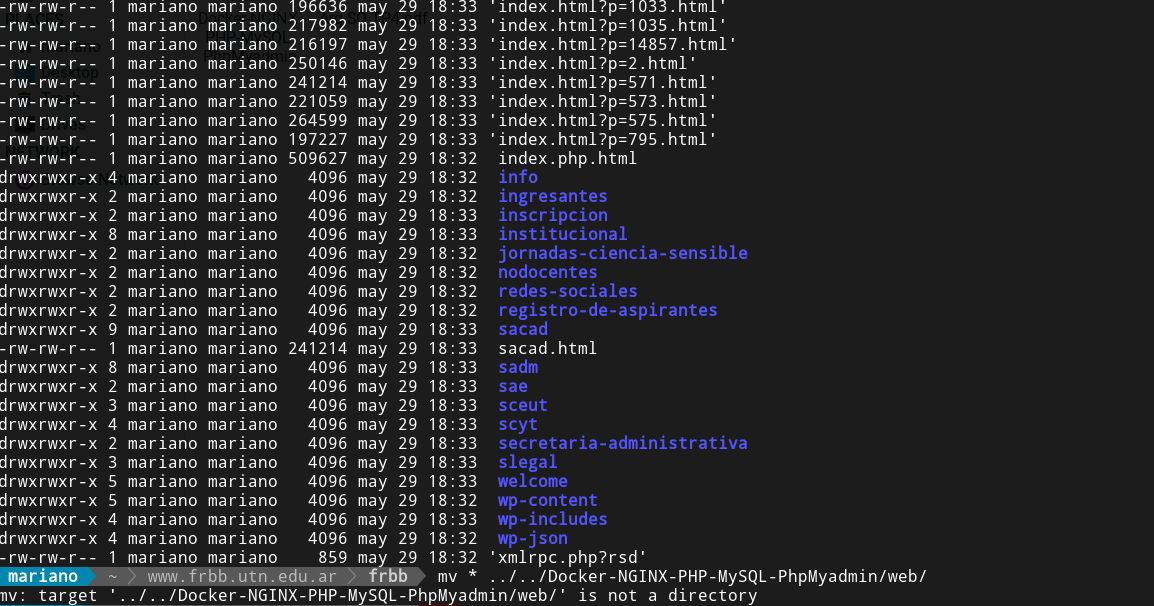 -rw-rw-r-- 1 mariano mariano 196636 may 29 18:33 'index.html?p=1033.html'
-rw-rw-r-- 1 mariano mariano 217982 may 29 18:33 'index.html?p=1035.html'
-rw-rw-r-- 1 mariano mariano 216197 may 29 18:33 'index.html?p=14857.html'
-rw-rw-r-- 1 mariano mariano 250146 may 29 18:33 'index.html?p=2.html'
-rw-rw-r-- 1 mariano mariano 241214 may 29 18:33 'index.html?p=571.html'
-rw-rw-r-- 1 mariano mariano 221059 may 29 18:33 'index.html?p=573.html'
-rw-rw-r-- 1 mariano mariano 264599 may 29 18:33 'index.html?p=575.html'
-rw-rw-r-- 1 mariano mariano 197227 may 29 18:33 'index.html?p=795.html'
-rw-rw-r-- 1 mariano mariano 509627 may 29 18:32 index.php.html
drwxrwxr-x 4 mariano mariano 4096 may 29 18:32 info
drwxrwxr-x 2 mariano mariano 4096 may 29 18:32 ingresantes
drwxrwxr-x 2 mariano mariano 4096 may 29 18:33 inscripcion
drwxrwxr-x 8 mariano mariano 4096 may 29 18:33 institucional
drwxrwxr-x 2 mariano mariano 4096 may 29 18:33 jornadas-ciencia-sensible
drwxrwxr-x 2 mariano mariano 4096 may 29 18:32 nodocentes
drwxrwxr-x 2 mariano mariano 4096 may 29 18:33 redes-sociales
drwxrwxr-x 2 mariano mariano 4096 may 29 18:32 registro-de-aspirantes
drwxrwxr-x 9 mariano mariano 4096 may 29 18:33 sacad
-rw-rw-r-- 1 mariano mariano 241214 may 29 18:33 sacad.html
drwxrwxr-x 8 mariano mariano 4096 may 29 18:33 sadm
drwxrwxr-x 2 mariano mariano 4096 may 29 18:33 sae
drwxrwxr-x 3 mariano mariano 4096 may 29 18:33 sceut
drwxrwxr-x 4 mariano mariano 4096 may 29 18:33 scyt
drwxrwxr-x 2 mariano mariano 4096 may 29 18:33 secretaria-administrativa
drwxrwxr-x 3 mariano mariano 4096 may 29 18:33 slegal
drwxrwxr-x 5 mariano mariano 4096 may 29 18:33 welcome
drwxrwxr-x 5 mariano mariano 4096 may 29 18:32 wp-content
drwxrwxr-x 4 mariano mariano 4096 may 29 18:33 wp-includes
drwxrwxr-x 4 mariano mariano 4096 may 29 18:33 wp-json
-rw-rw-r-- 1 mariano mariano 859 may 29 18:32 'xmlrpc.php?rsd'
mariano ~ www.frbb.utn.edu.ar frbb mv * ../../Docker-NGINX-PHP-MySQL-PhpMyadmin/web/
mv: target '../../Docker-NGINX-PHP-MySQL-PhpMyadmin/web/' is not a directory